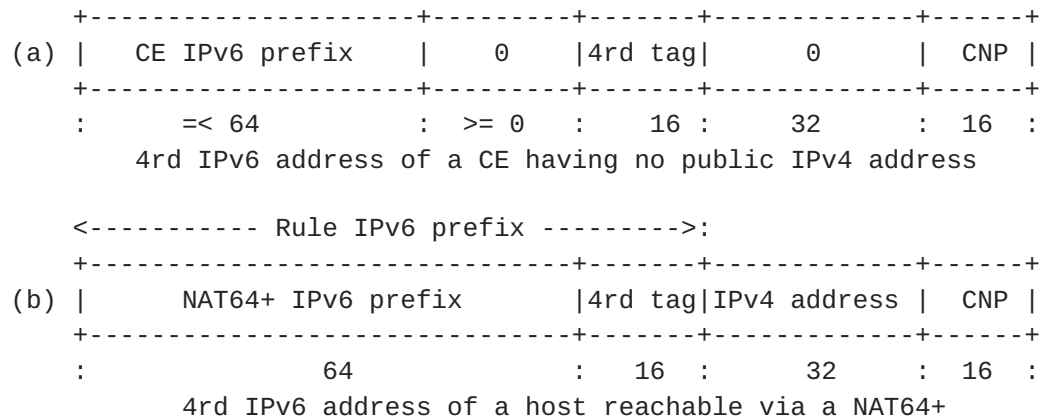 +---------------------+---------+-------+-------------+------+
(a) |   CE IPv6 prefix    |    0    |4rd tag|      0      |  CNP |
+---------------------+---------+-------+-------------+------+
:      =< 64          :  >= 0   :   16 :      32     :  16  :
4rd IPv6 address of a CE having no public IPv4 address
<----------- Rule IPv6 prefix --------->:
+-------------------------------+-------+-------------+------+
(b) |      NAT64+ IPv6 prefix       |4rd tag|IPv4 address |  CNP |
+-------------------------------+-------+-------------+------+
:               64              :   16  :      32     :  16  :
4rd IPv6 address of a host reachable via a NAT64+